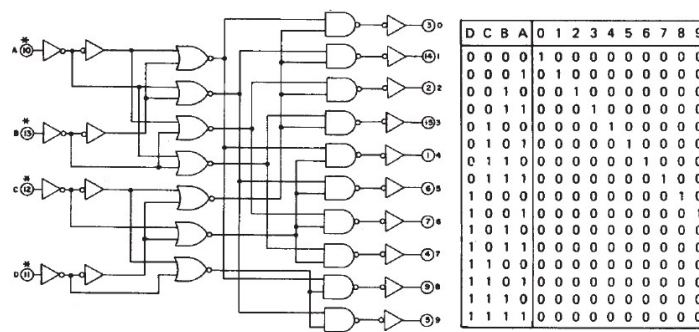 * A 10
* B 13
* C 12
* D 11
3 0
14 1
2 2
15 3
1 4
6 5
7 6
4 7
9 8
5 9
D C B A 0 1 2 3 4 5 6 7 8 9
0 0 0 0 1 0 0 0 0 0 0 0 0 0
0 0 0 1 0 1 0 0 0 0 0 0 0 0
0 0 1 0 0 0 1 0 0 0 0 0 0 0
0 0 1 1 0 0 0 1 0 0 0 0 0 0
0 1 0 0 0 0 0 0 1 0 0 0 0 0
0 1 0 1 0 0 0 0 0 1 0 0 0 0
0 1 1 0 0 0 0 0 0 0 1 0 0 0
0 1 1 1 0 0 0 0 0 0 0 1 0 0
1 0 0 0 0 0 0 0 0 0 0 0 1 0
1 0 0 1 0 0 0 0 0 0 0 0 0
1 0 1 0 0 0 0 0 0 0 0 0 0 0
1 0 1 1 0 0 0 0 0 0 0 0 0 0
1 1 0 0 0 0 0 0 0 0 0 0 0 0
1 1 0 1 0 0 0 0 0 0 0 0 0 0
1 1 1 0 0 0 0 0 0 0 0 0 0 0
1 1 1 1 0 0 0 0 0 0 0 0 0 0